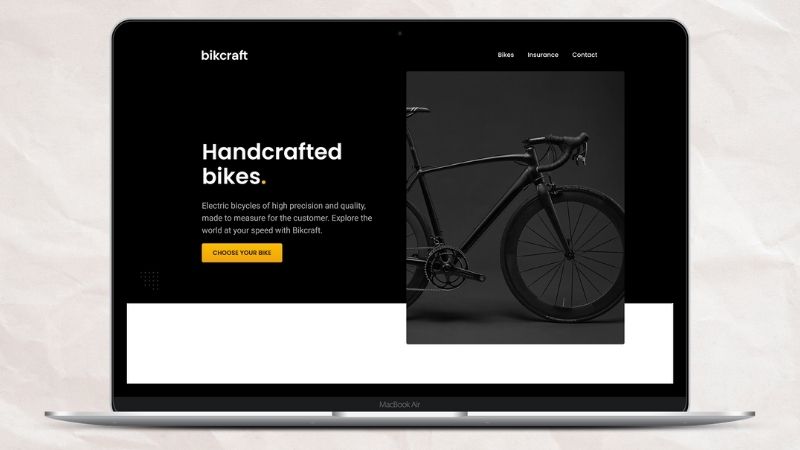 bikcraft
Bikes Insurance Contact
Handcrafted
bikes.
Electric bicycles of high precision and quality,
made to measure for the customer. Explore the
world at your speed with Bikcraft.
CHOOSE YOUR BIKE
MacBook Air